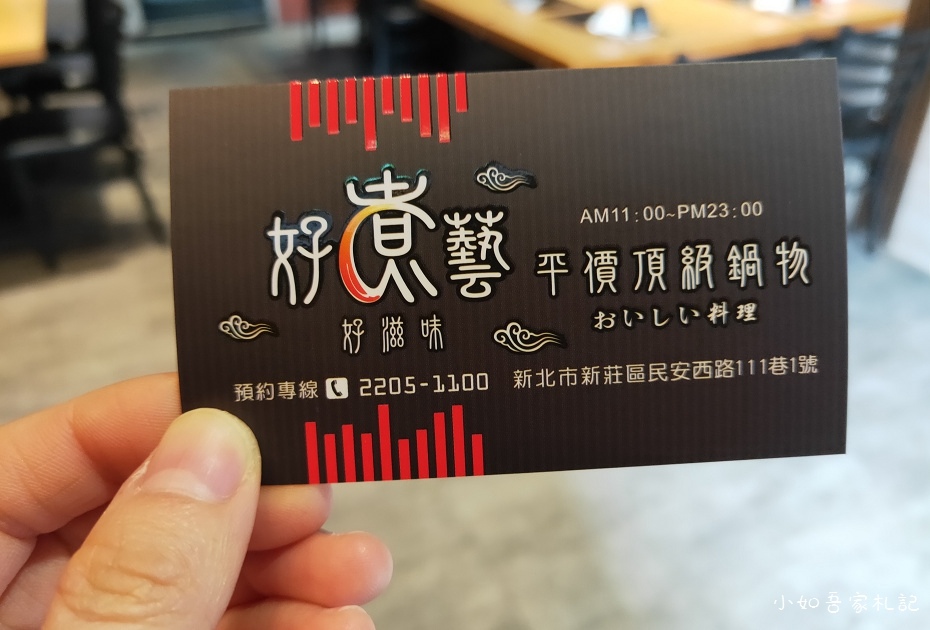 好煮藝
好滋味
AM11:00~PM23:00
平價頂級鍋物
おいしい料理
預約專線 2205-1100 新北市新莊區民安西路111巷1號
小如吾家札記